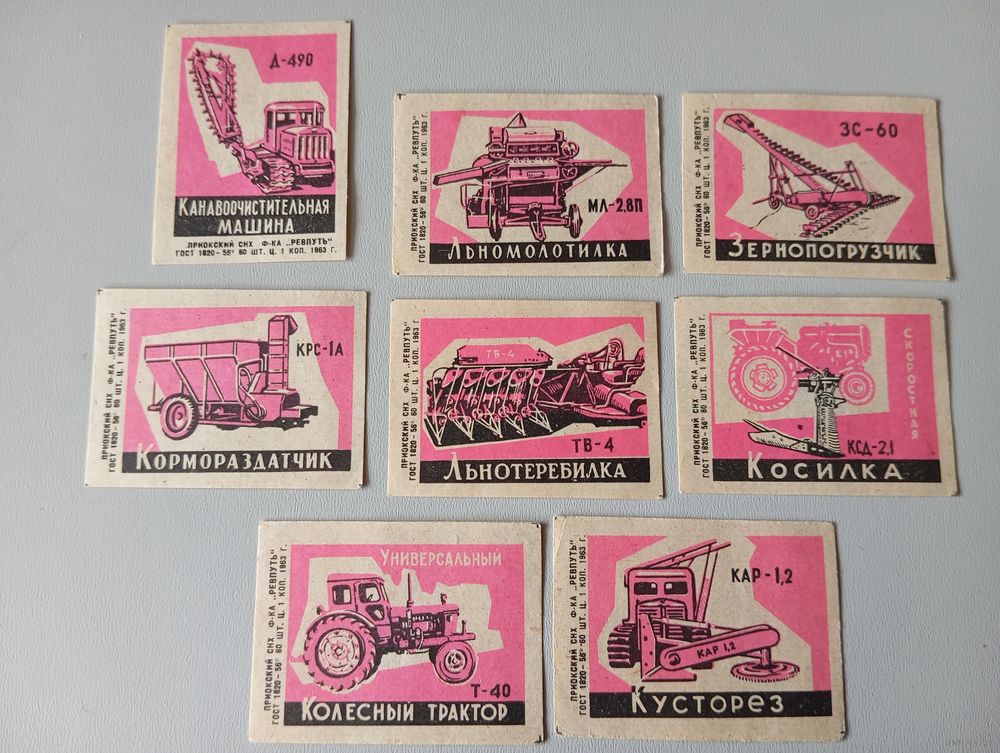 Д-490
КАНАВООЧИСТИТЕЛЬНАЯ
МАШИНА
ПРИОКСКИЙ СНХ Ф-КА „РЕВПУТЬ"
ГОСТ 1820-56° 60 ШТ. Ц. 1 КОП. 1963 Г.
ПРИОКСКИЙ СНХ Ф-КА „РЕВПУТЬ"
ГОСТ 1820-56° 60 ШТ. Ц. 1 КОП. 1963 Г.
МЛ-2,8П
ЛЬНОМОЛОТИЛКА
ПРИОКСКИЙ СНХ Ф-КА „РЕВПУТЬ"
ГОСТ 1820-56° 60 ШТ. Ц. 1 КОП. 1963 Г.
ЗС-60
ЗЕРНОПОГРУЗЧИК
ПРИОКСКИЙ СНХ Ф-КА „РЕВПУТЬ"
ГОСТ 1820-56° 60 ШТ. Ц. 1 КОП. 1963 Г.
КРС-1А
КОРМОРАЗДАТЧИК
ПРИОКСКИЙ СНХ Ф-КА „РЕВПУТЬ"
ГОСТ 1820-56° 60 ШТ. Ц. 1 КОП. 1963 Г.
ТВ-4
ТВ-4
ЛЬНОТЕРЕБИЛКА
ПРИОКСКИЙ СНХ Ф-КА „РЕВПУТЬ"
ГОСТ 1820-56° 60 ШТ. Ц. 1 КОП. 1963 Г.
СКОРОСТНАЯ
КСД-2,1
КОСИЛКА
ПРИОКСКИЙ СНХ Ф-КА „РЕВПУТЬ"
ГОСТ 1820-56° 60 ШТ. Ц. 1 КОП. 1963 Г.
УНИВЕРСАЛЬНЫЙ
Т-40
КОЛЕСНЫЙ ТРАКТОР
ПРИОКСКИЙ СНХ Ф-КА „РЕВПУТЬ"
ГОСТ 1820-56° 60 ШТ. Ц. 1 КОП. 1963 Г.
КАР-1,2
КАР 1,2
КУСТОРЕЗ